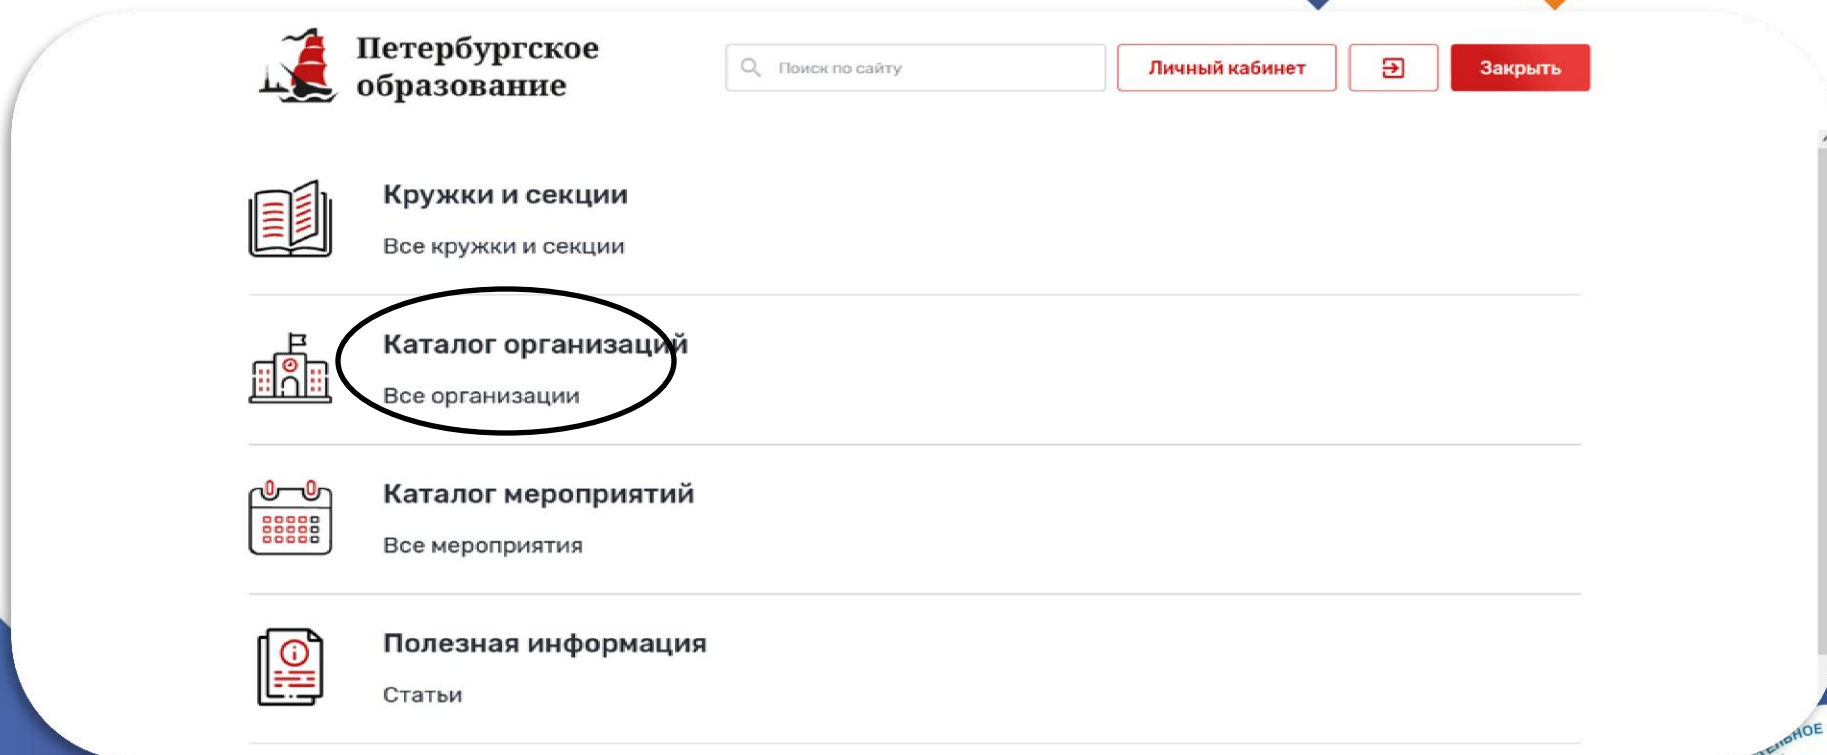 Петербургское
образование
Поиск по сайту
Личный кабинет
Закрыть
Кружки и секции
Все кружки и секции
Каталог организаций
Все организации
Каталог мероприятий
Все мероприятия
Полезная информация
Статьи